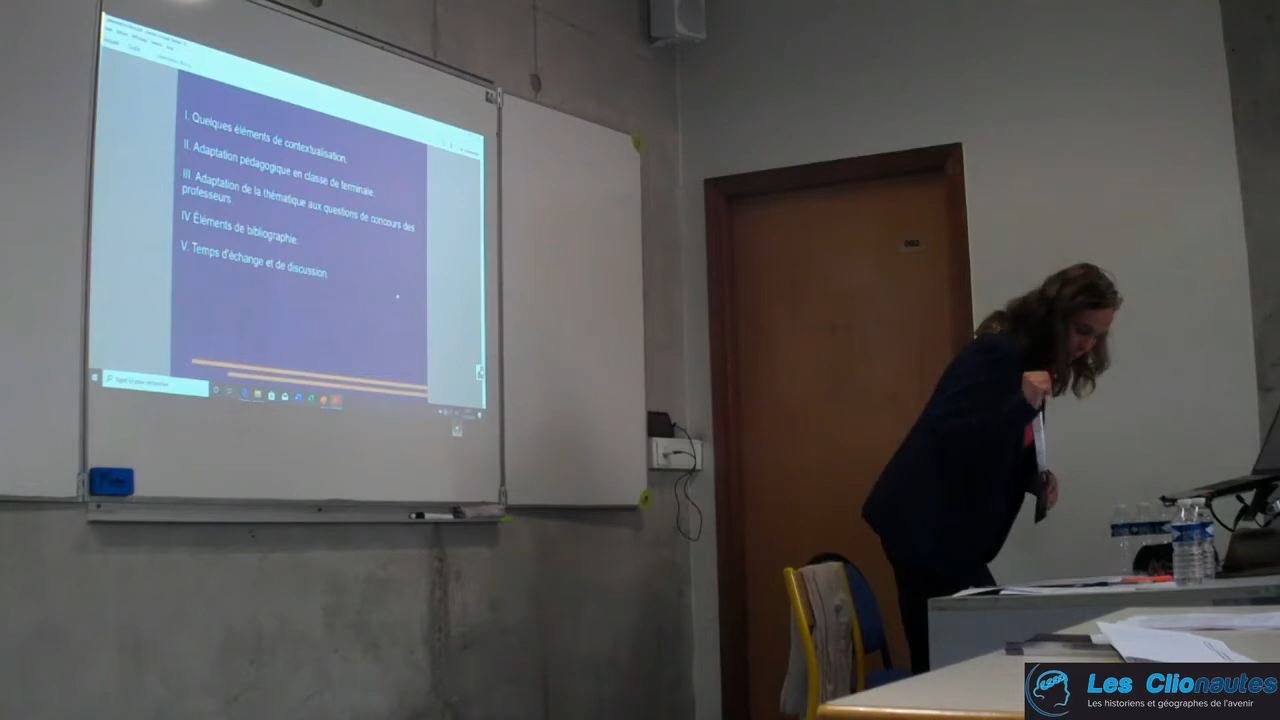 I. Quelques éléments de contextualisation.
II. Adaptation pédagogique en classe de terminale.
III. Adaptation de la thématique aux questions de concours des
professeurs
IV Éléments de bibliographie.
V. Temps d'échange et de discussion.
Les Clionautes
Les historiens et géographes de l'avenir